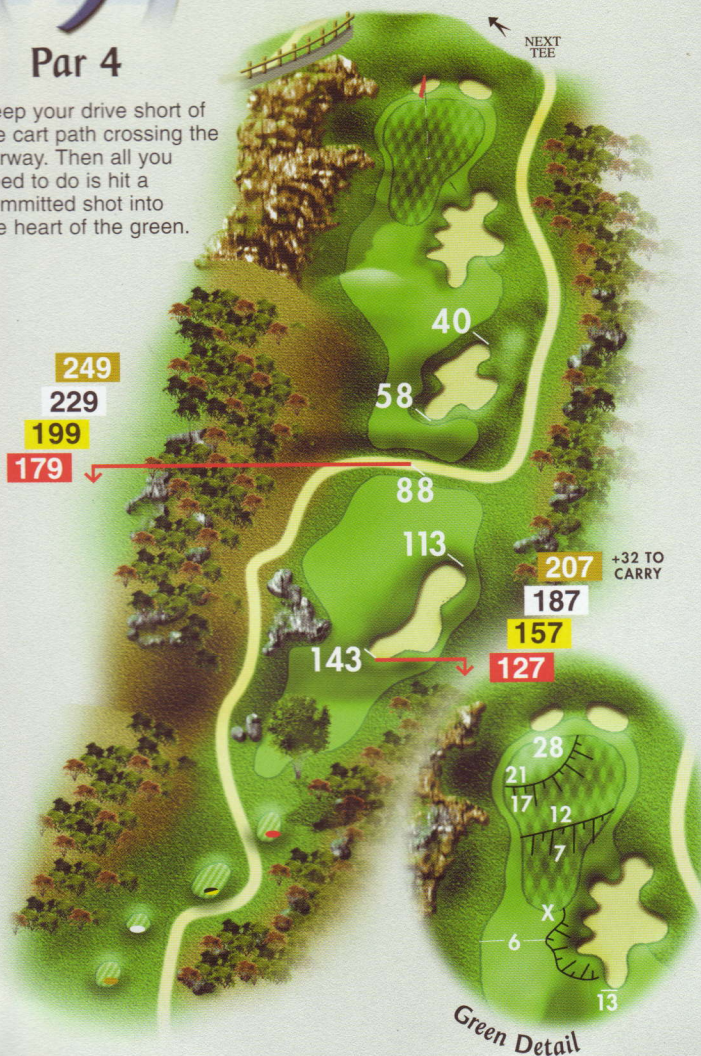 Par 4
eep your drive short of
e cart path crossing the
rway. Then all you
ed to do is hit a
mmitted shot into
e heart of the green.
NEXT
TEE
40
58
249
229
199
179
88
113
207 +32 TO
CARRY
187
157
127
143
28
21
17
12
7
X
6
13
Green Detail